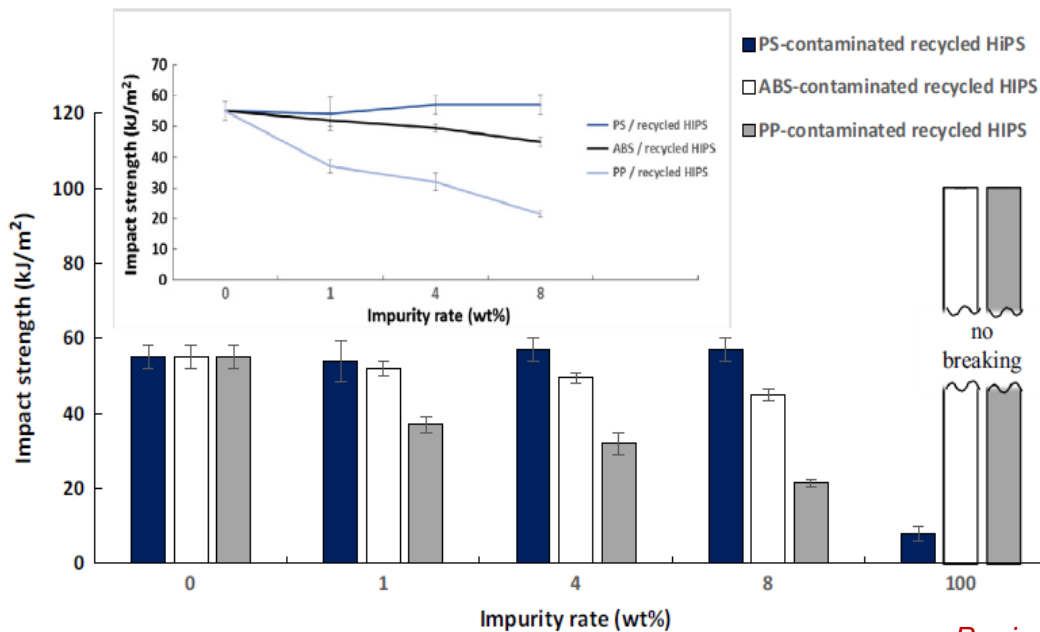 PS-contaminated recycled HiPS
ABS-contaminated recycled HIPS
PP-contaminated recycled HIPS
Impact strength (kJ/m²)
70
60
50
40
30
20
10
0
PS / recycled HIPS
ABS / recycled HIPS
PP / recycled HIPS
0 1 4 8
Impurity rate (wt%)
Impact strength (kJ/m²)
120
100
80
60
40
20
0
no
breaking
0 1 4 8 100
Impurity rate (wt%)